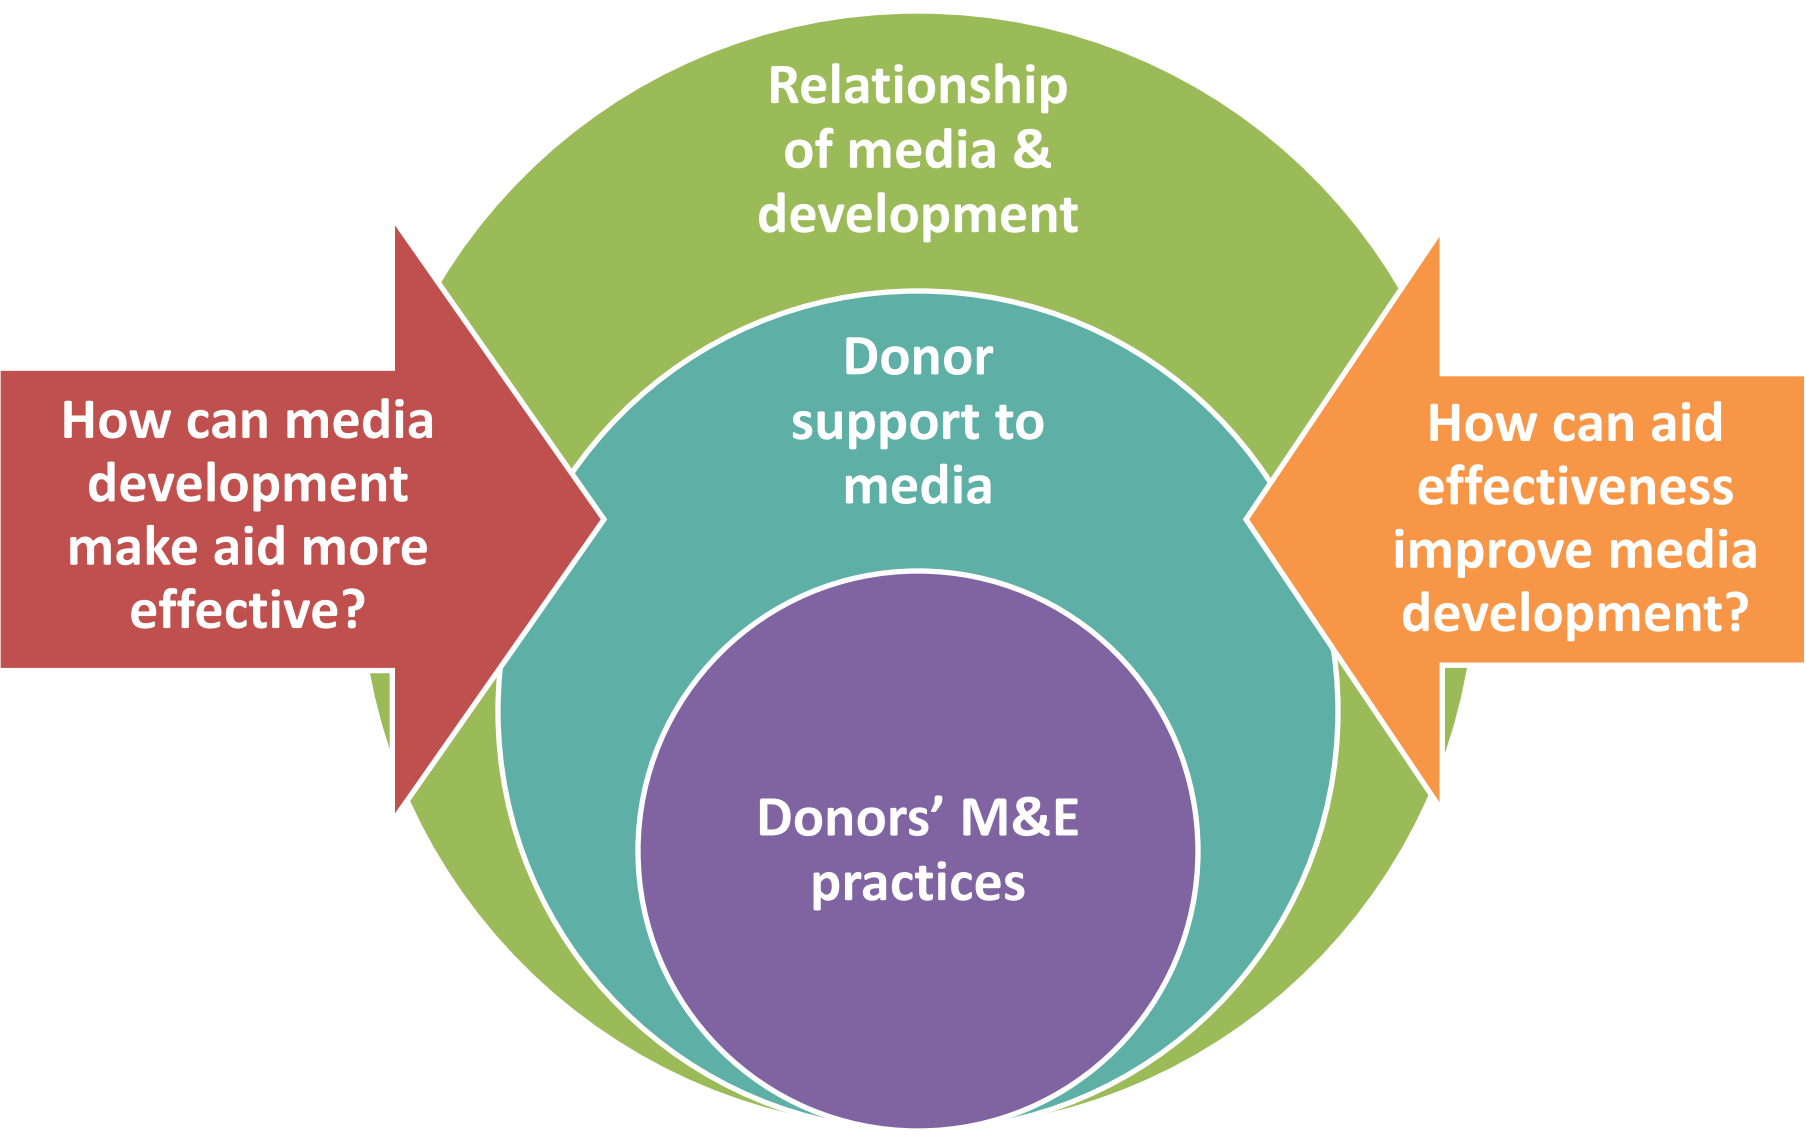 Relationship
of media &
development
Donor
support to
media
How can media
development
make aid more
effective?
How can aid
effectiveness
improve media
development?
Donors’ M&E
practices